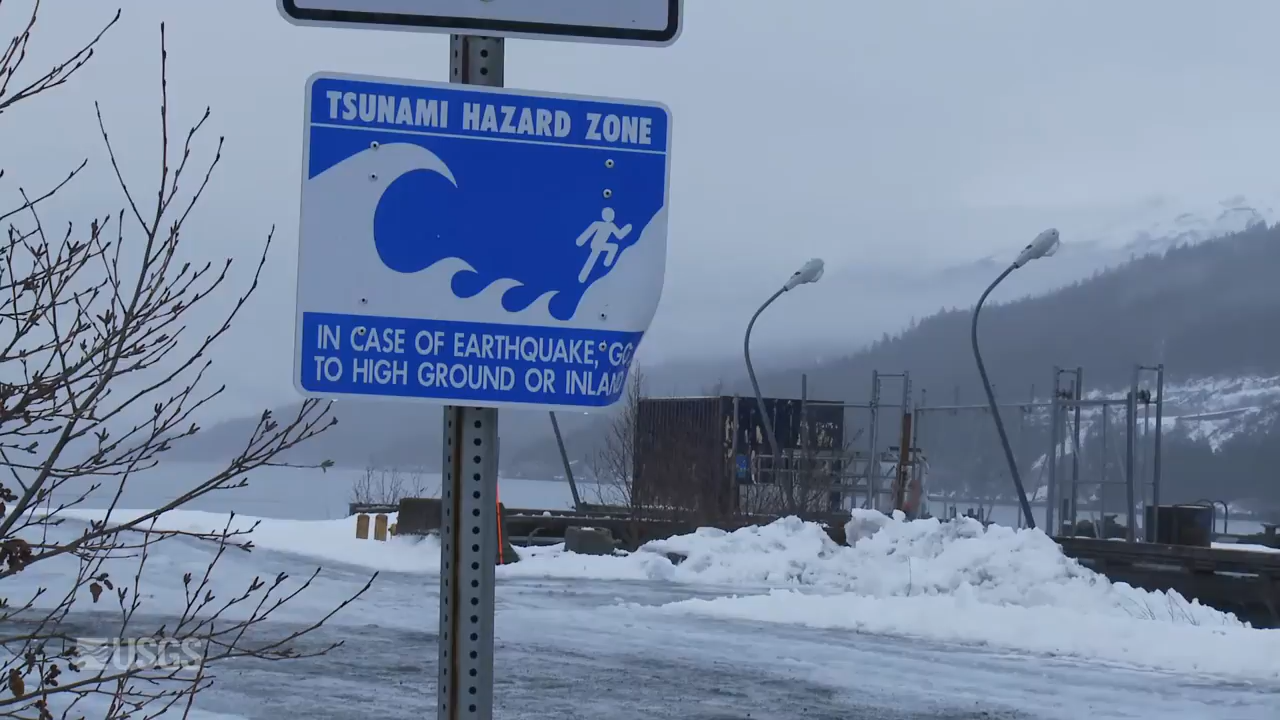 TSUNAMI HAZARD ZONE
IN CASE OF EARTHQUAKE, GO
TO HIGH GROUND OR INLAND
USGS